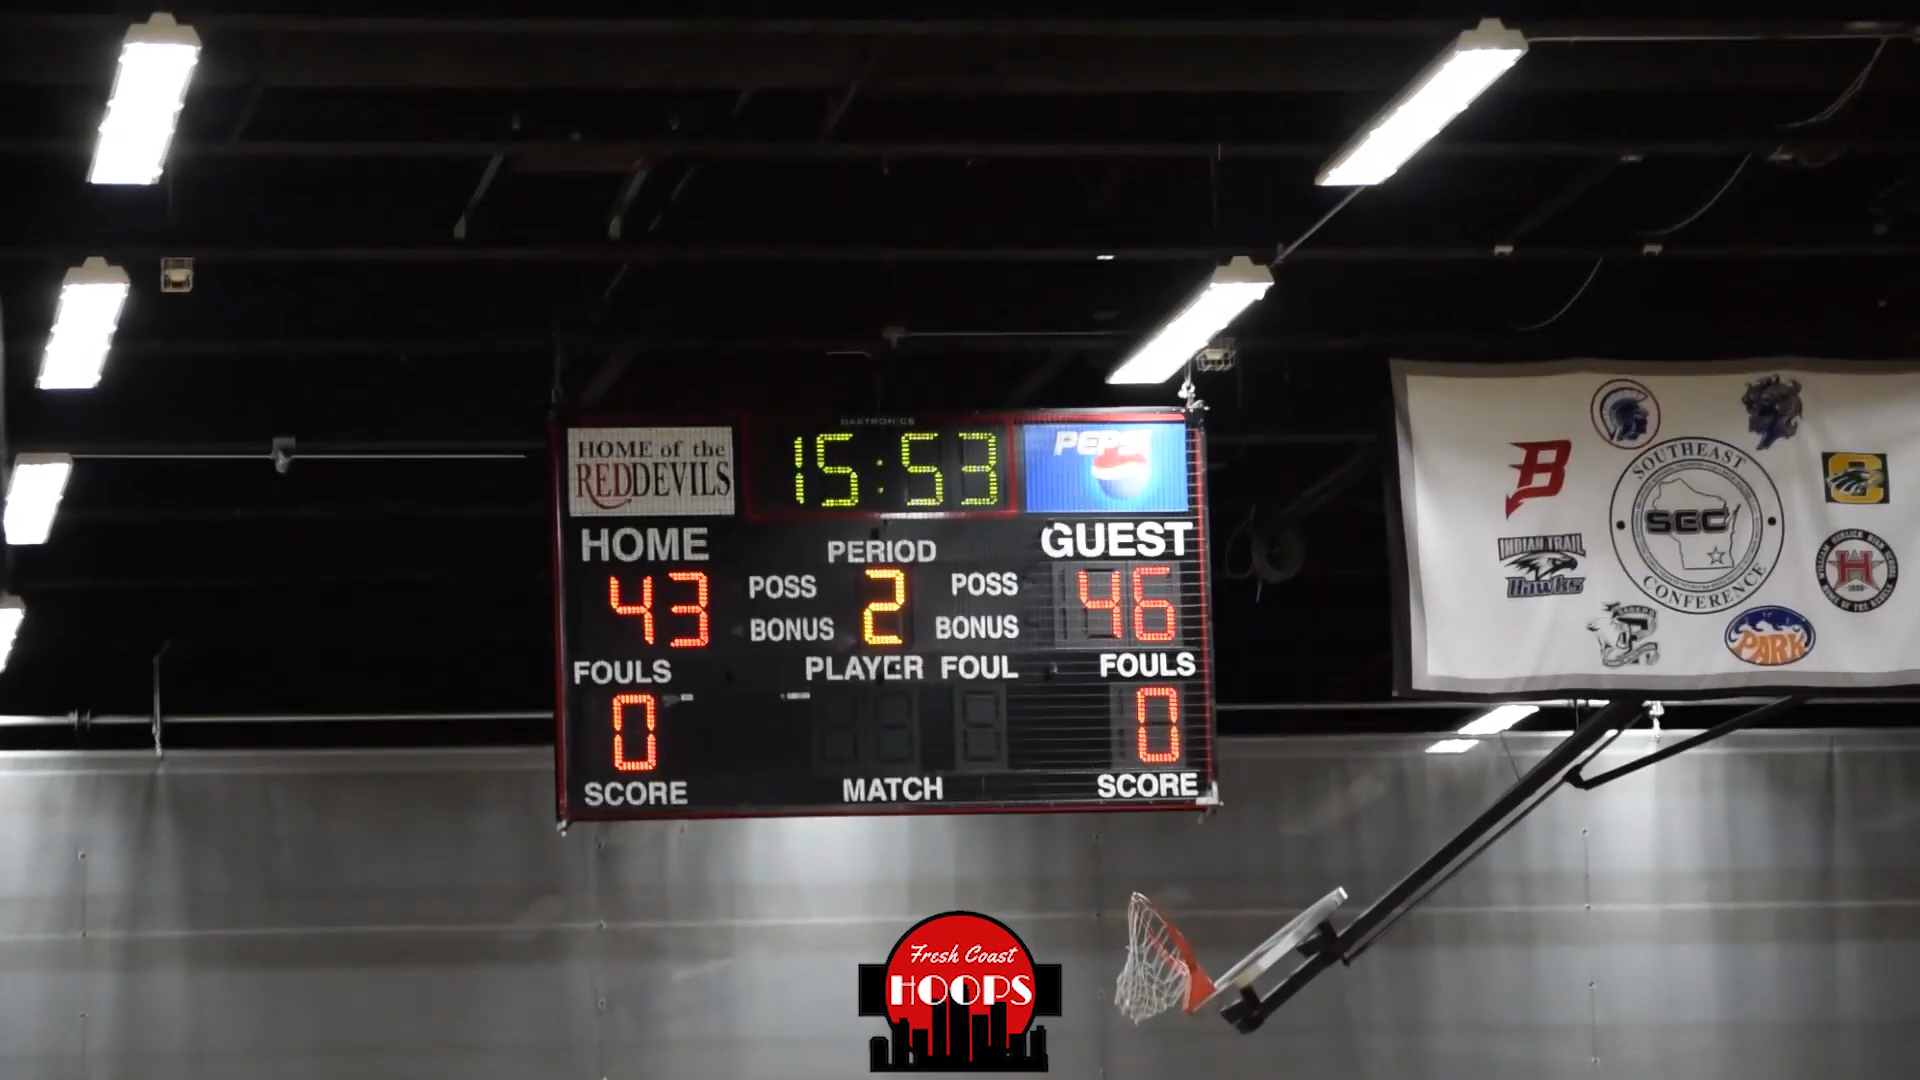 DAKTRONICS
HOME of the
REDDEVILS
15:53
PEPSI
HOME
PERIOD
GUEST
43
POSS
2
POSS
46
BONUS
BONUS
FOULS
PLAYER FOUL
FOULS
0
0
SCORE
MATCH
SCORE
B
SOUTHEAST
SEC
CONFERENCE
C
INDIAN TRAIL
Hawks
H
PARK
Fresh Coast
HOOPS